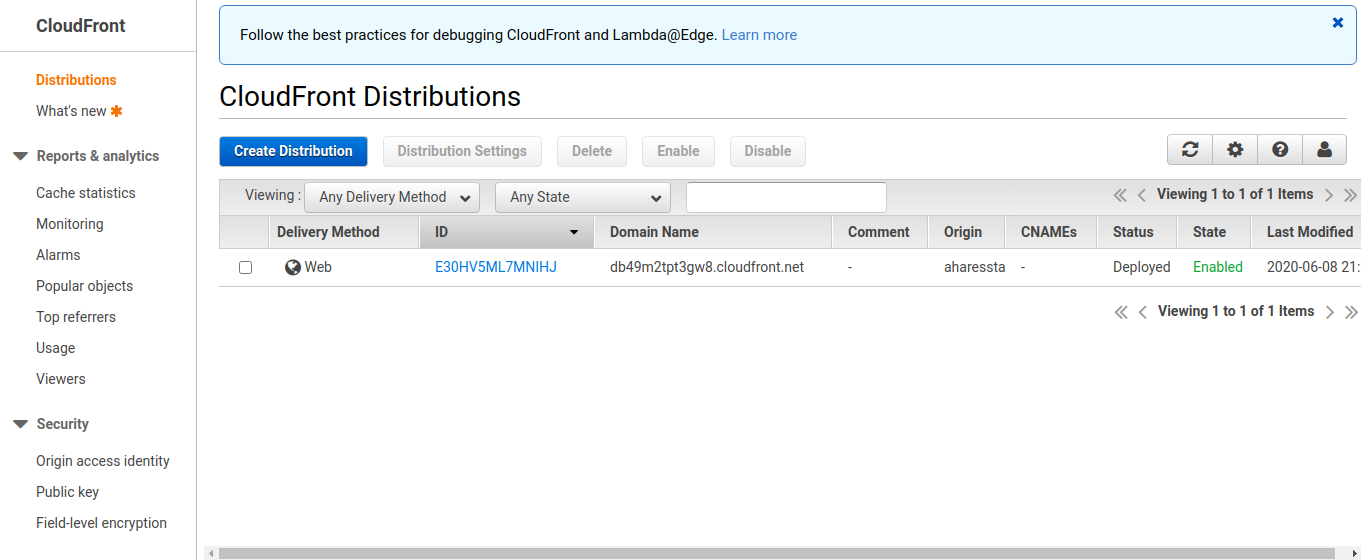 CloudFront
Distributions
What's new
Reports & analytics
Cache statistics
Monitoring
Alarms
Popular objects
Top referrers
Usage
Viewers
Security
Origin access identity
Public key
Field-level encryption
Follow the best practices for debugging CloudFront and Lambda@Edge. Learn more
CloudFront Distributions
Create Distribution Distribution Settings Delete Enable Disable
Viewing : Any Delivery Method Any State Viewing 1 to 1 of 1 Items
Delivery Method ID Domain Name Comment Origin CNAMEs Status State Last Modified
Web E30HV5ML7MNIHJ db49m2tpt3gw8.cloudfront.net - aharessta - Deployed Enabled 2020-06-08 21:
Viewing 1 to 1 of 1 Items